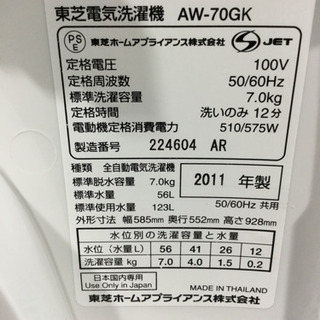 東芝電気洗濯機 AW-70GK
PS E 東芝ホームアプライアンス株式会社 S JET
定格電圧 100V
定格周波数 50/60Hz
標準洗濯容量 7.0kg
定格時間 洗いのみ 12分
電動機定格消費電力 510/575W
製造番号 224604 AR
種類 全自動電気洗濯機
標準脱水容量 7.0kg
標準水量 56L
標準使用水量 123L
2011 年製
50/60Hz 共用
外形寸法 幅585mm 奥行552mm 高さ928mm
水位別の洗濯容量と水量
水位(水量L) 56 41 26 12
洗濯容量 kg 7.0 4.0 1.5 0.2
日本国内専用
Use only in Japan
MADE IN THAILAND
東芝ホームアプライアンス株式会社